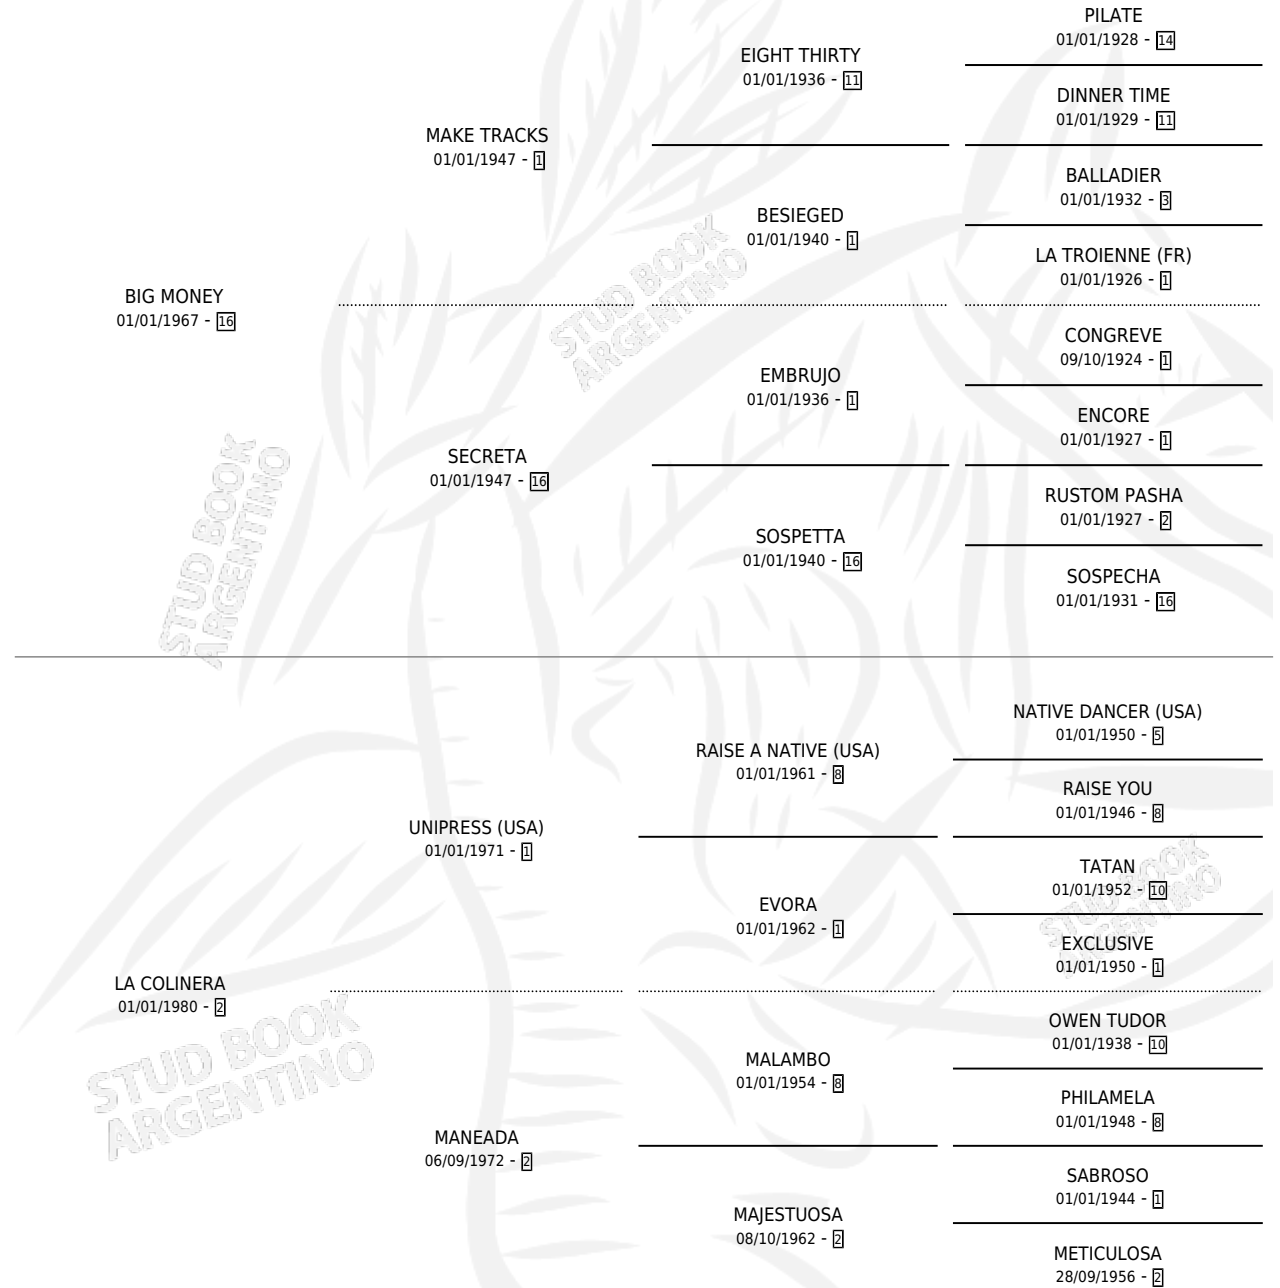 PILATE
01/01/1928 - 14
EIGHT THIRTY
01/01/1936 - 11
DINNER TIME
01/01/1929 - 11
MAKE TRACKS
01/01/1947 - 1
BALLADIER
01/01/1932 - 3
BESIEGED
01/01/1940 - 1
LA TROIENNE (FR)
01/01/1926 - 1
BIG MONEY
01/01/1967 - 16
CONGREVE
09/10/1924 - 1
EMBRUJO
01/01/1936 - 1
ENCORE
01/01/1927 - 1
SECRETA
01/01/1947 - 16
RUSTOM PASHA
01/01/1927 - 2
SOSPETTA
01/01/1940 - 16
SOSPECHA
01/01/1931 - 16
NATIVE DANCER (USA)
01/01/1950 - 5
RAISE A NATIVE (USA)
01/01/1961 - 8
RAISE YOU
01/01/1946 - 8
UNIPRESS (USA)
01/01/1971 - 1
TATAN
01/01/1952 - 10
EVORA
01/01/1962 - 1
EXCLUSIVE
01/01/1950 - 1
LA COLINERA
01/01/1980 - 2
OWEN TUDOR
01/01/1938 - 10
MALAMBO
01/01/1954 - 8
PHILAMELA
01/01/1948 - 8
MANEADA
06/09/1972 - 2
SABROSO
01/01/1944 - 1
MAJESTUOSA
08/10/1962 - 2
METICULOSA
28/09/1956 - 2
STUD BOOK
ARGENTINO
STUD BOOK
ARGENTINO
STUD BOOK
ARGENTINO
STUD BOOK
ARGENTINO